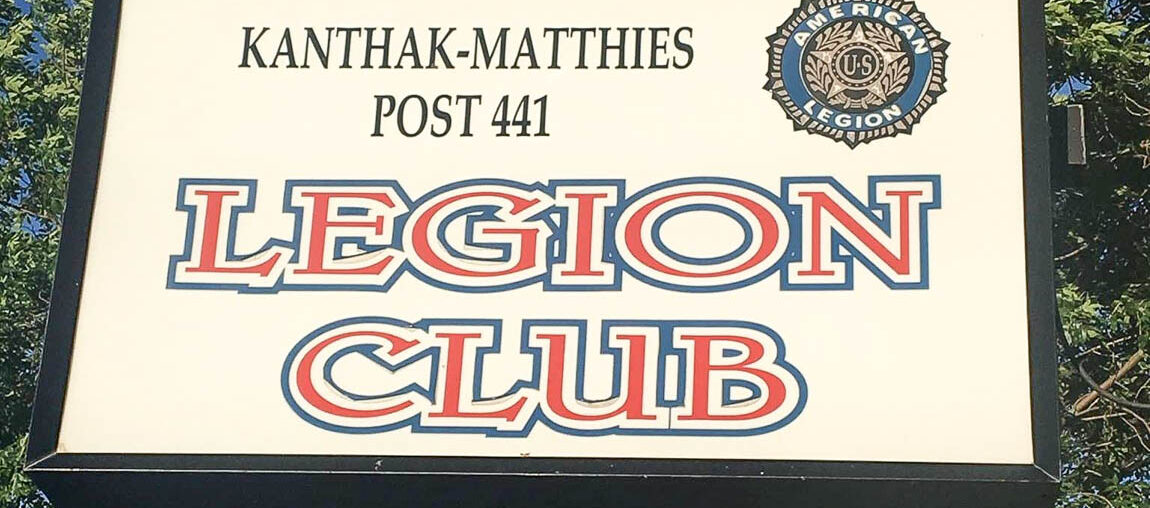 KANTHAK-MATTHIES
POST 441
AMERICAN
U·S
LEGION
LEGION
CLUB